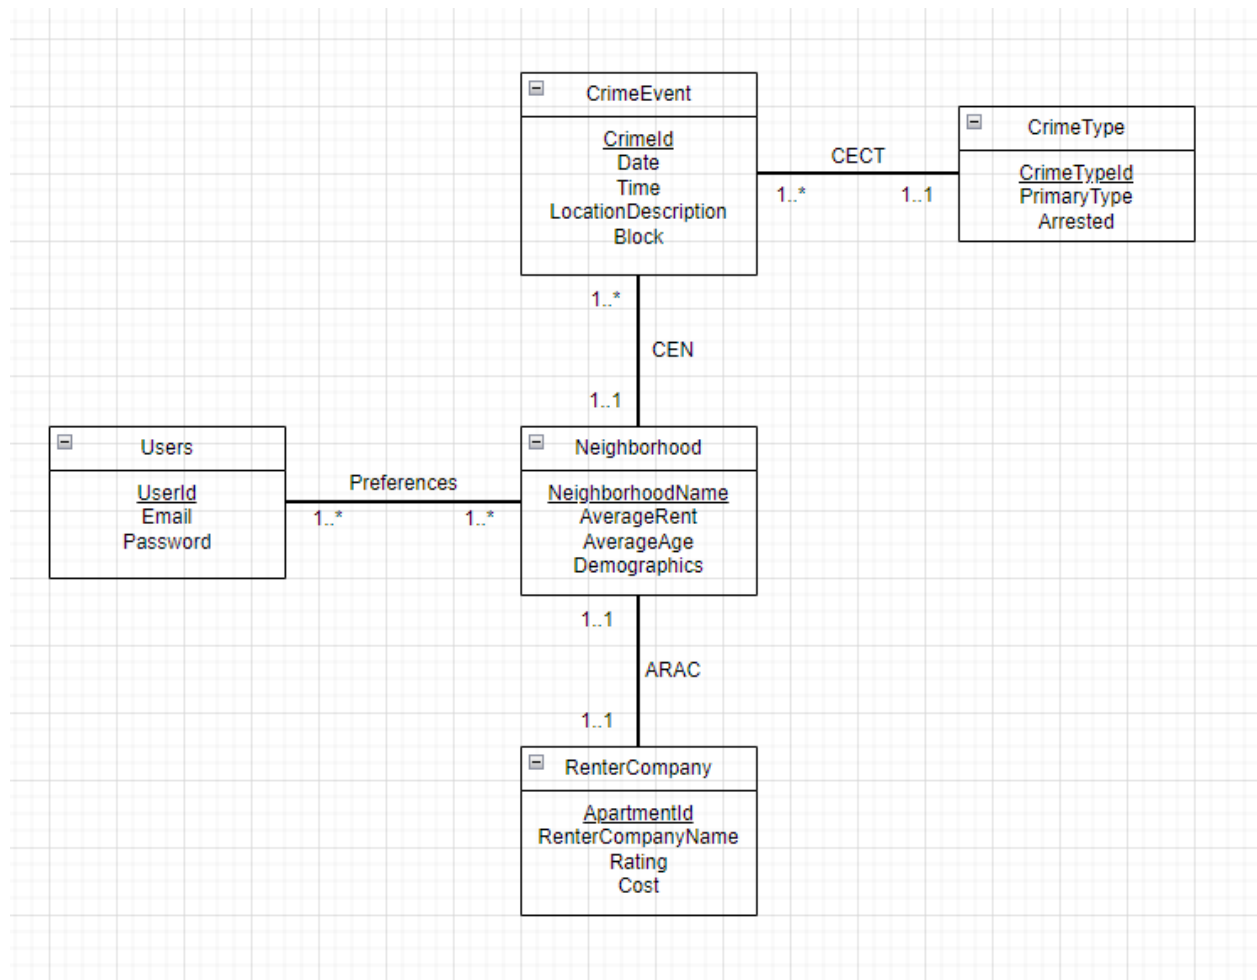 CrimeEvent
CrimeId
Date
Time
LocationDescription
Block
CECT
1..*
1..1
CrimeType
CrimeTypeId
PrimaryType
Arrested
1..*
CEN
1..1
Users
UserId
Email
Password
Preferences
1..*
1..*
Neighborhood
NeighborhoodName
AverageRent
AverageAge
Demographics
1..1
ARAC
1..1
RenterCompany
ApartmentId
RenterCompanyName
Rating
Cost